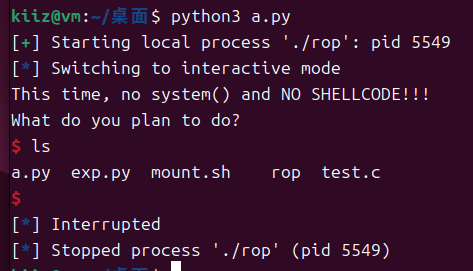 kiiz@vm:~/桌面$ python3 a.py
[+] Starting local process './rop': pid 5549
[*] Switching to interactive mode
This time, no system() and NO SHELLCODE!!!
What do you plan to do?
$ ls
a.py  exp.py  mount.sh    rop  test.c
$
[*] Interrupted
[*] Stopped process './rop' (pid 5549)